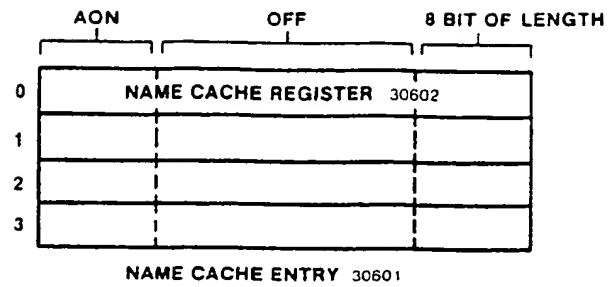 AON OFF 8 BIT OF LENGTH
0 NAME CACHE REGISTER 30602
1
2
3
NAME CACHE ENTRY 30601